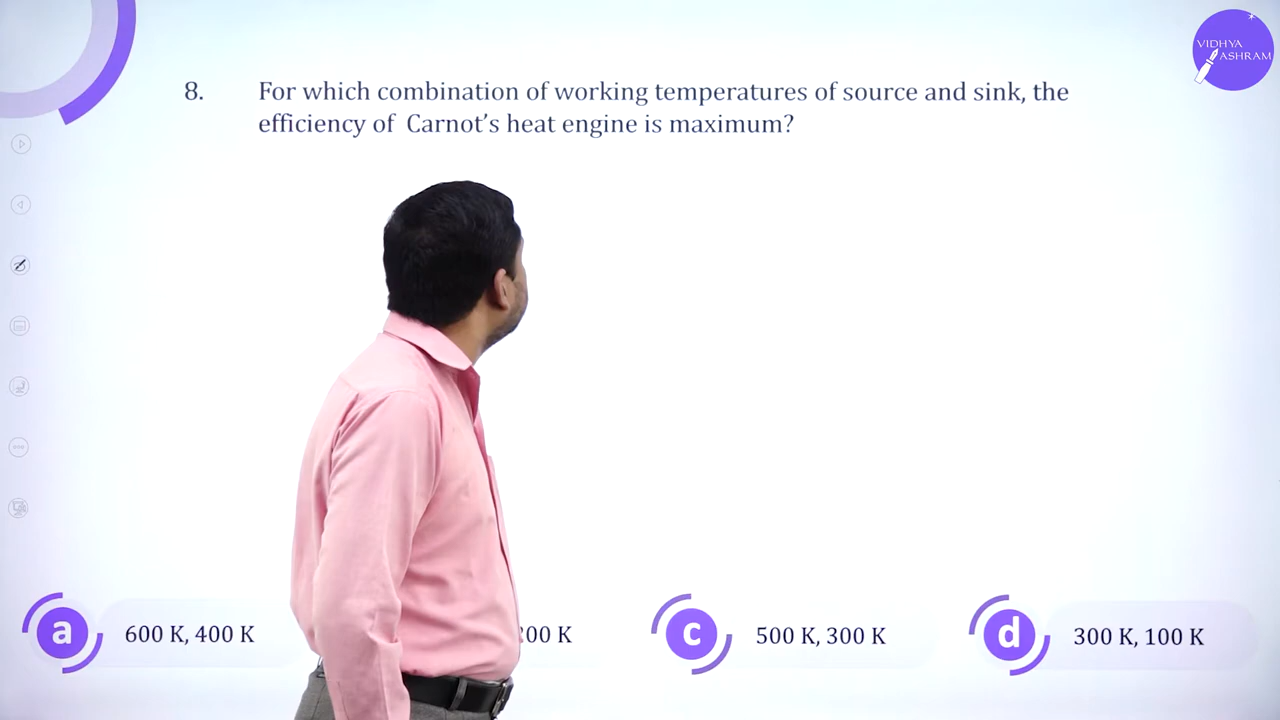 VIDHYA
ASHRAM
8. For which combination of working temperatures of source and sink, the
efficiency of Carnot's heat engine is maximum?
a 600 K, 400 K
K
c 500 K, 300 K
d 300 K, 100 K